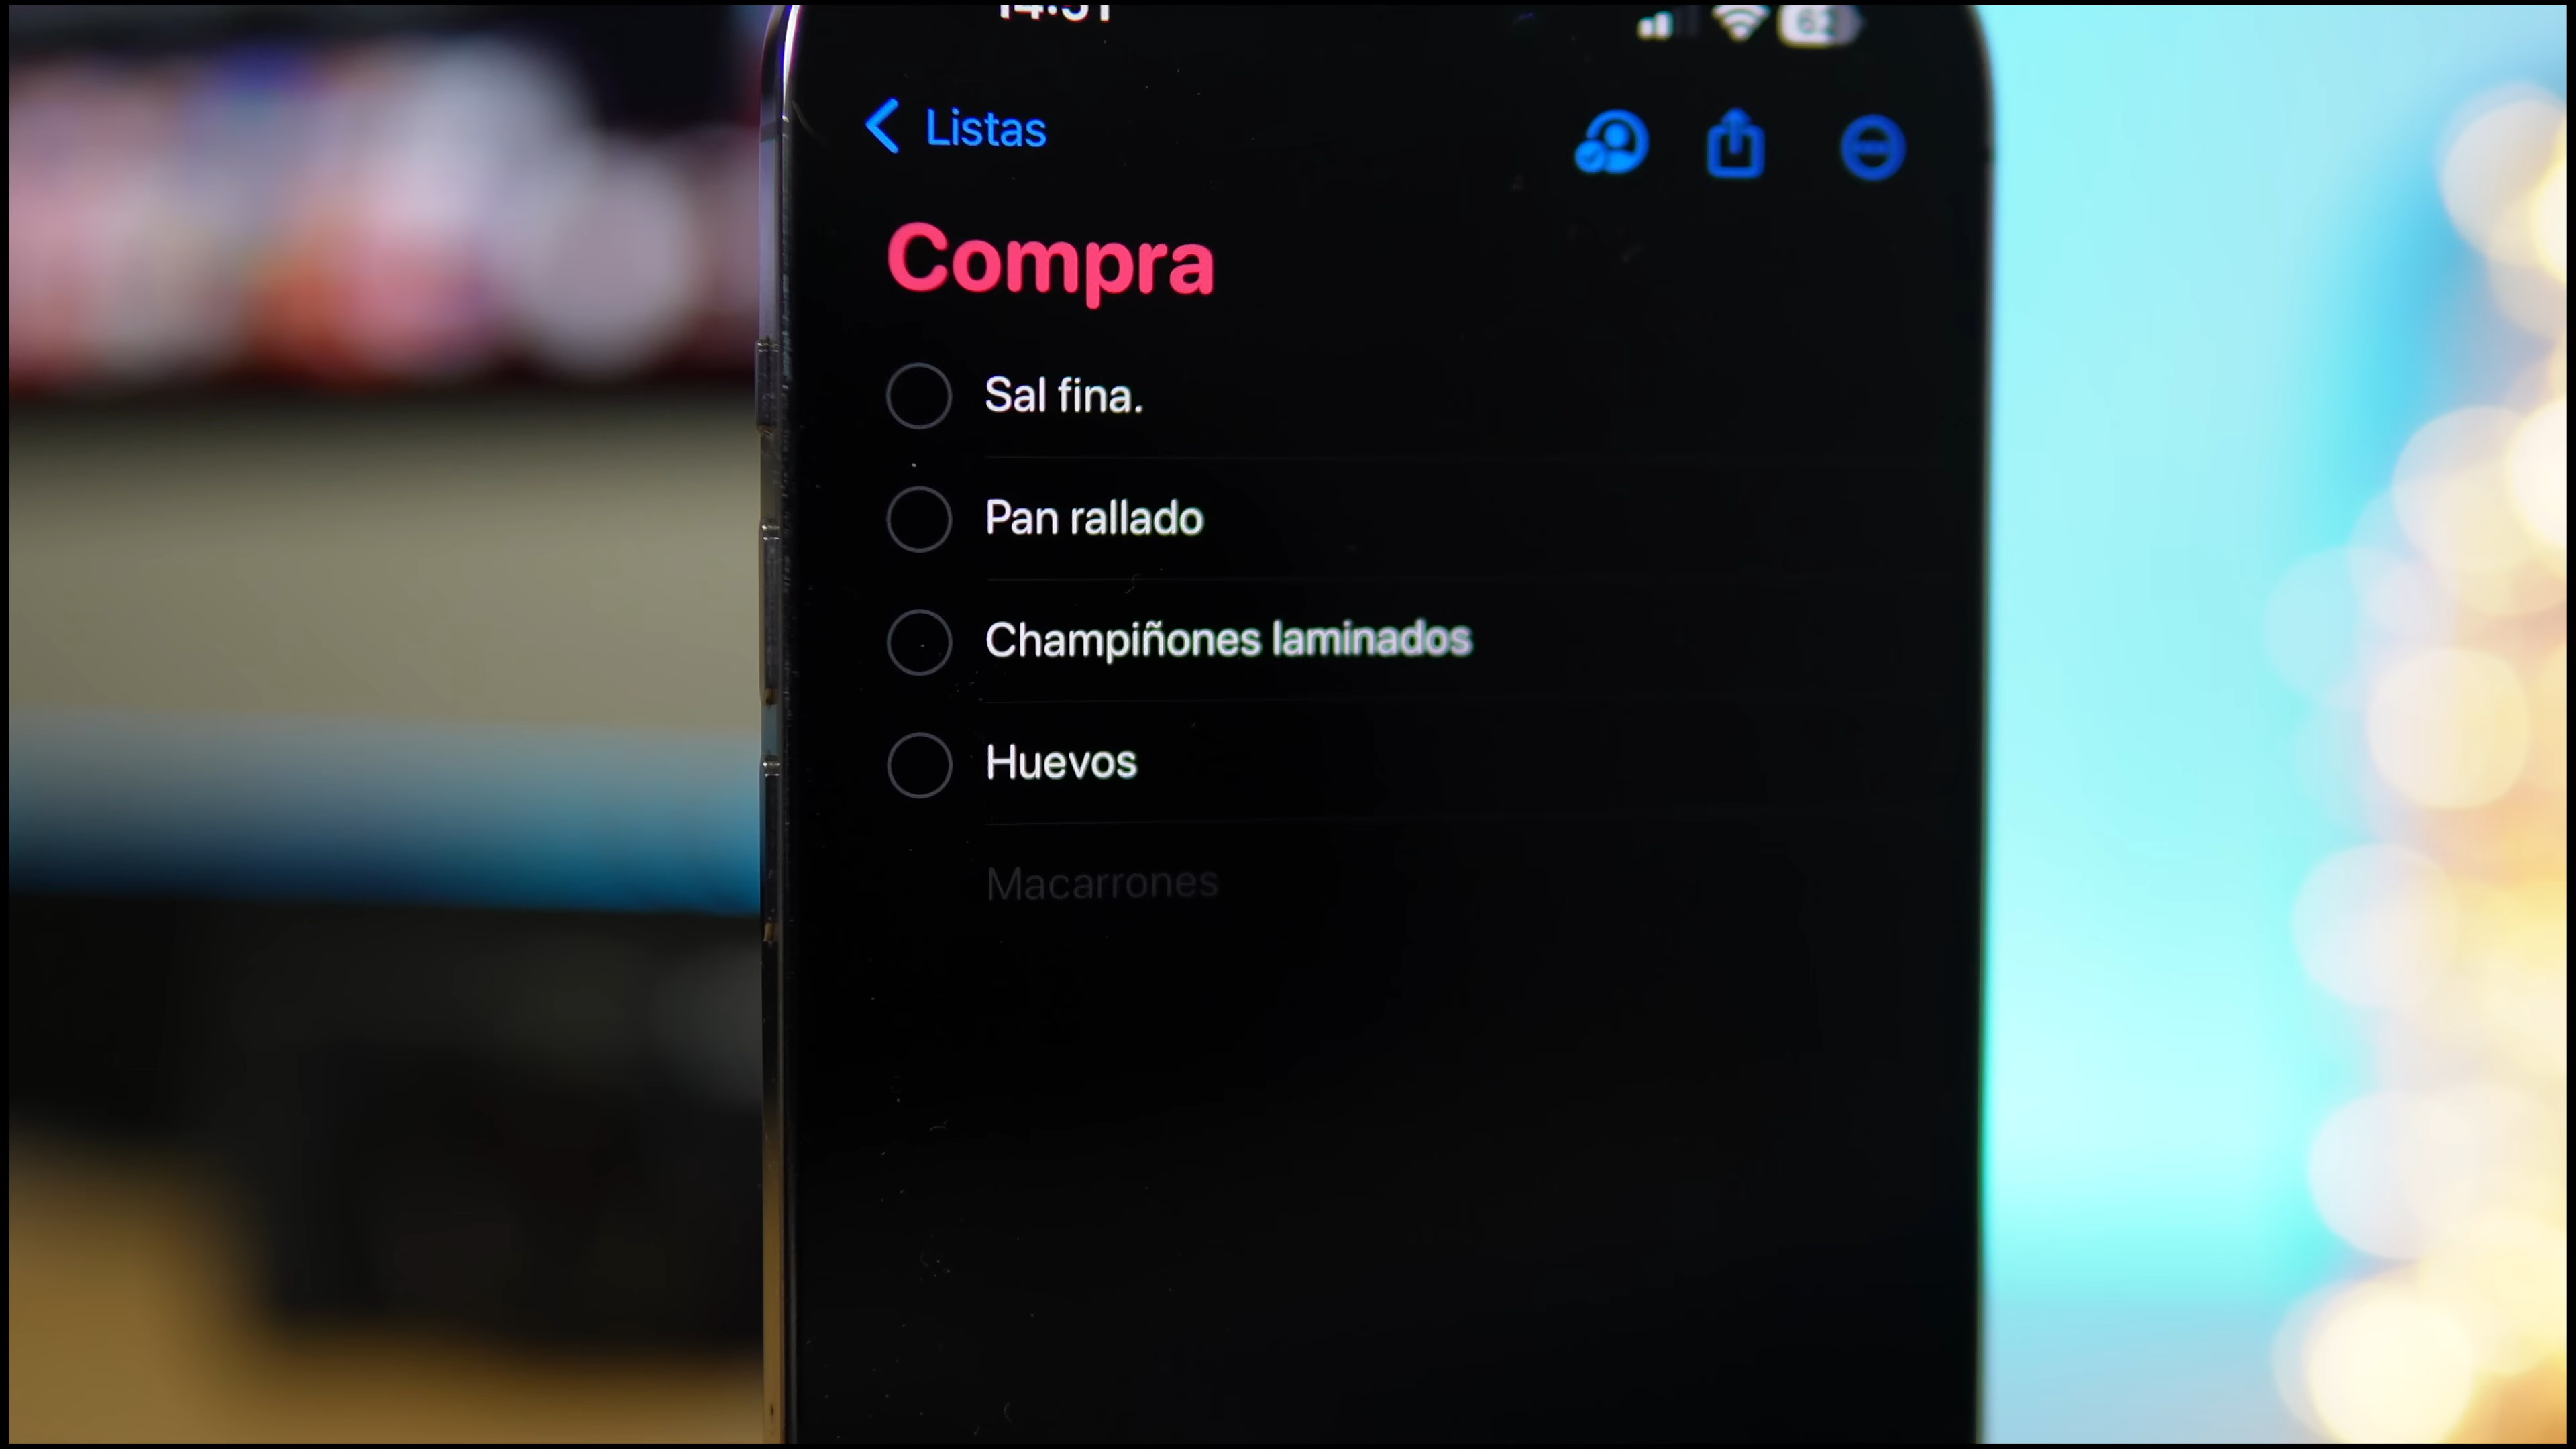 Listas
Compra
Sal fina.
Pan rallado
Champiñones laminados
Huevos
Macarrones